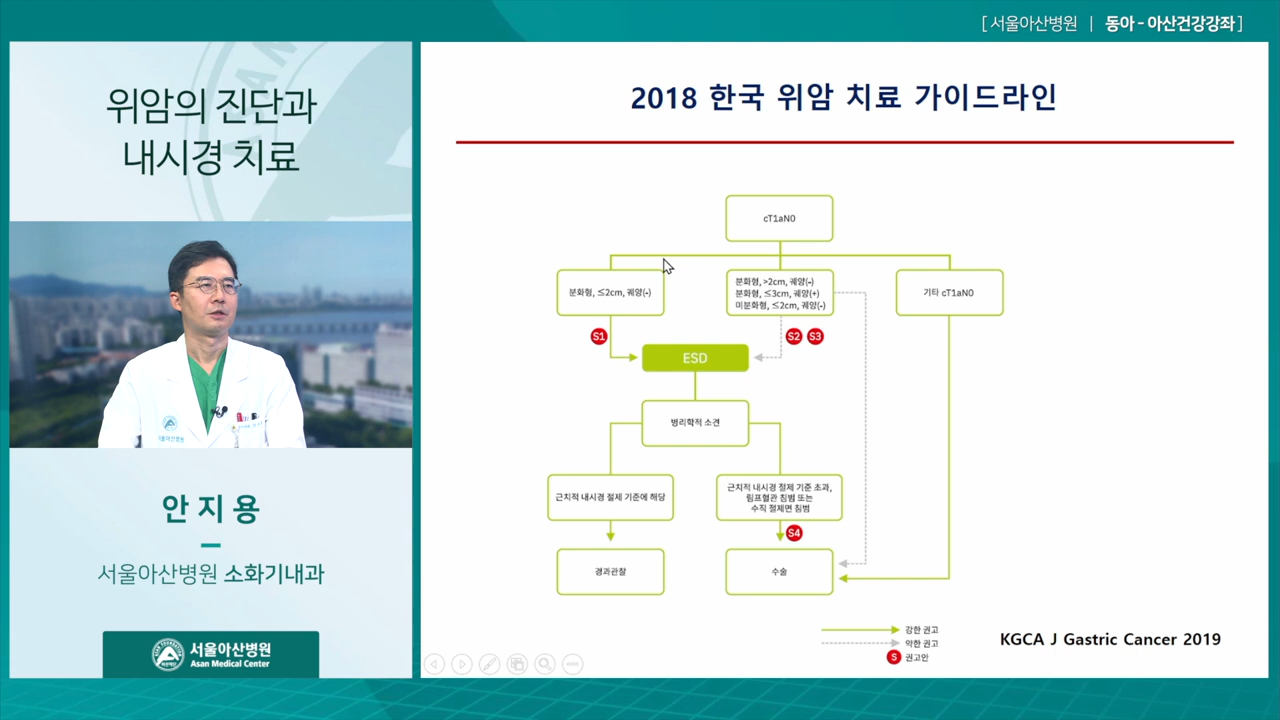 [ 서울아산병원 | 동아 - 아산건강강좌 ]
위암의 진단과
내시경 치료
안 지 용
서울아산병원 소화기내과
서울아산병원
Asan Medical Center
2018 한국 위암 치료 가이드라인
cT1aN0
분화형, ≤2cm, 궤양(-)
분화형, >2cm, 궤양(-)
분화형, ≤3cm, 궤양(+)
미분화형, ≤2cm, 궤양(-)
기타 cT1aN0
S1
S2 S3
ESD
병리학적 소견
근치적 내시경 절제 기준에 해당
근치적 내시경 절제 기준 초과,
림프혈관 침범 또는
수직 절제면 침범
S4
경과관찰
수술
강한 권고
약한 권고
S 권고안
KGCA J Gastric Cancer 2019